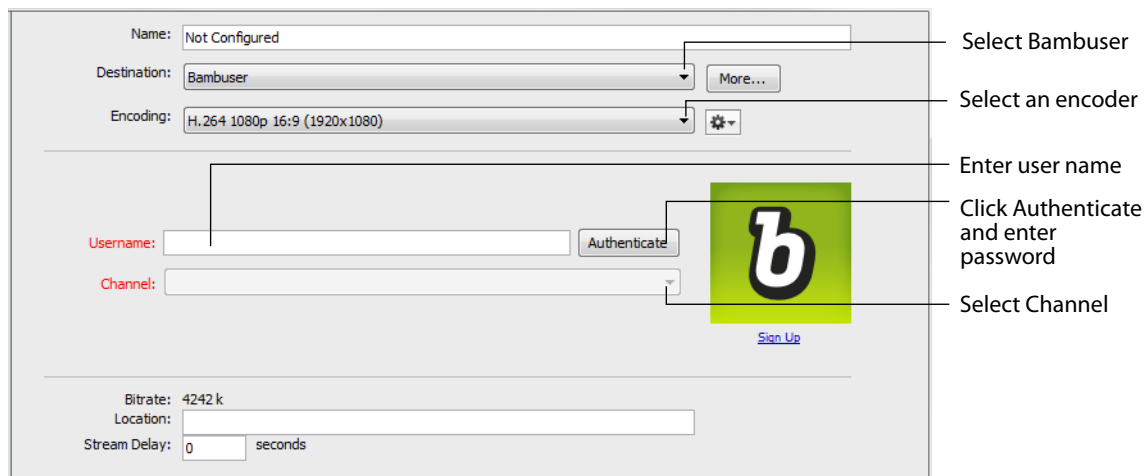 Name: Not Configured
Select Bambuser
Destination: Bambuser More...
Select an encoder
Encoding: H.264 1080p 16:9 (1920x1080)
Enter user name
Click Authenticate
and enter
password
Username: Authenticate
Channel:
Select Channel
b
Sign Up
Bitrate: 4242 k
Location:
Stream Delay: 0 seconds